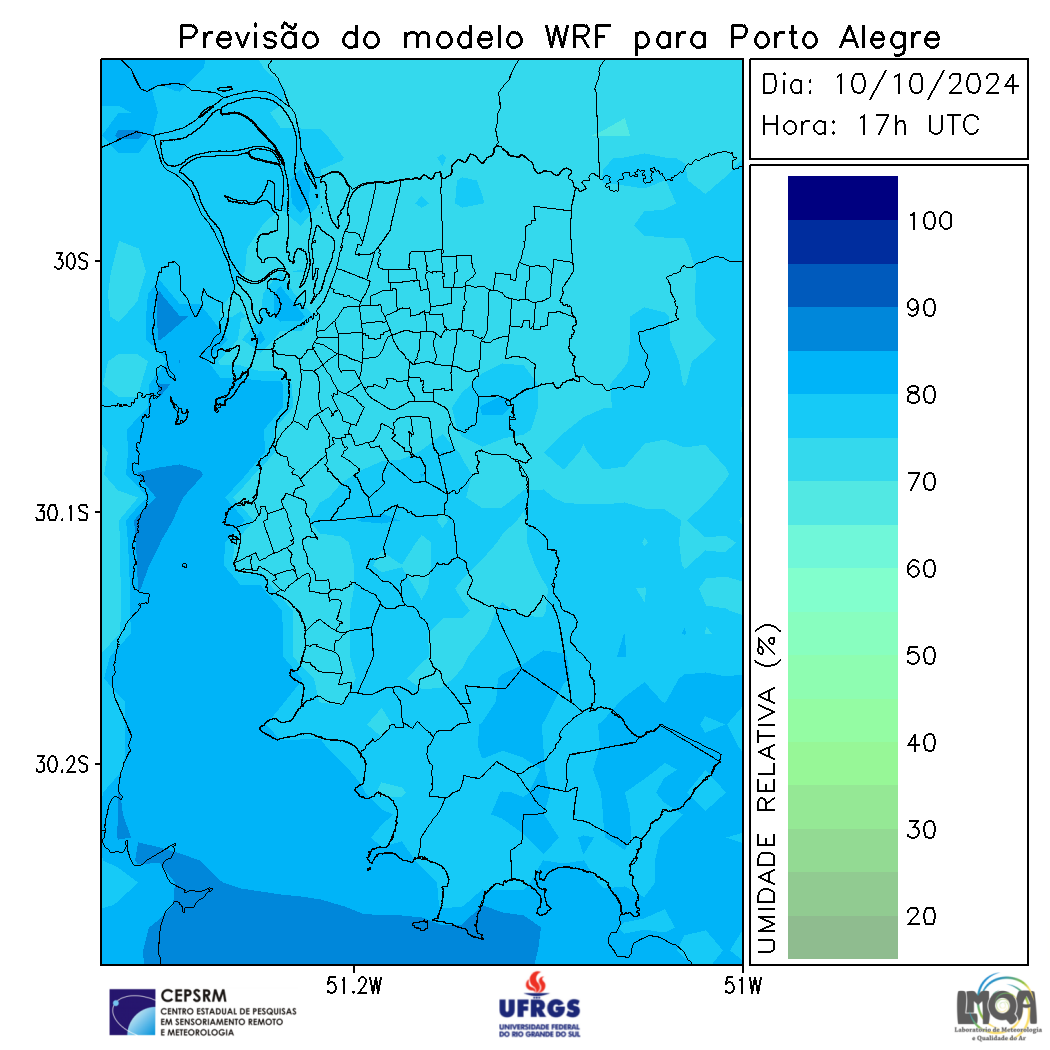 Previsão do modelo WRF para Porto Alegre
Dia: 10/10/2024
Hora: 17h UTC
30S
30.1S
30.2S
51.2W
51W
UMIDADE RELATIVA (%)
100
90
80
70
60
50
40
30
20
CEPSRM
CENTRO ESTADUAL DE PESQUISAS
EM SENSORIAMENTO REMOTO
E METEOROLOGIA
UFRGS
UNIVERSIDADE FEDERAL
DO RIO GRANDE DO SUL
LMQA
Laboratório de Meteorologia
e Qualidade do Ar